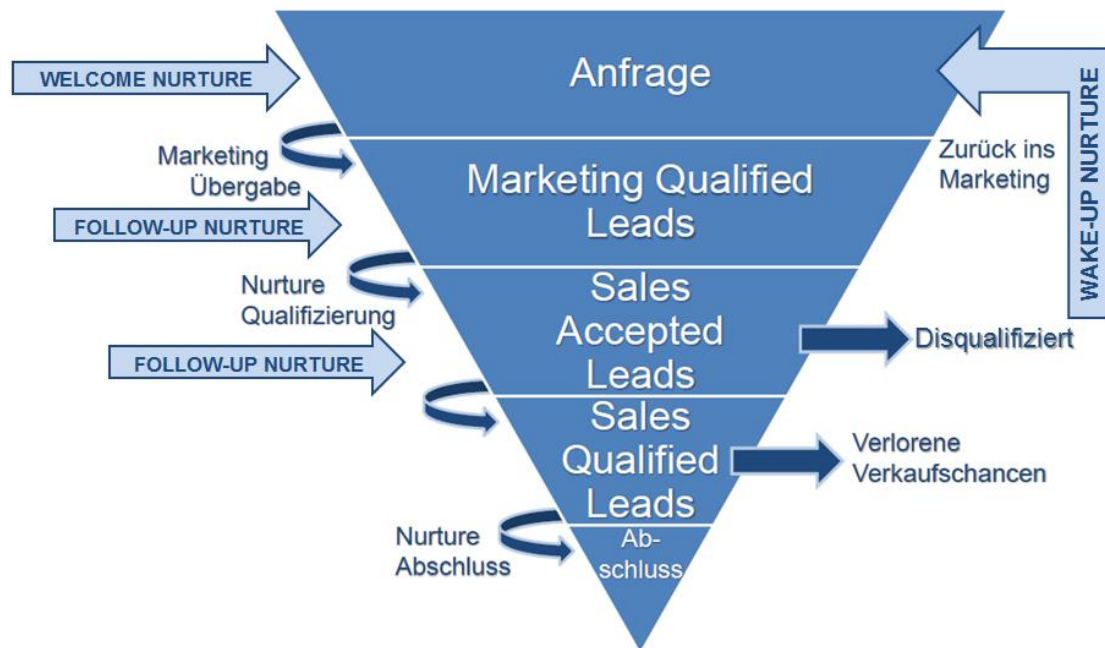 Anfrage
WELCOME NURTURE
Marketing
Übergabe
Zurück ins
Marketing
WAKE-UP NURTURE
Marketing Qualified
Leads
FOLLOW-UP NURTURE
Nurture
Qualifizierung
Sales
Accepted
Leads
Disqualifiziert
FOLLOW-UP NURTURE
Sales
Qualified
Leads
Verlorene
Verkaufschancen
Nurture
Abschluss
Ab-
schluss